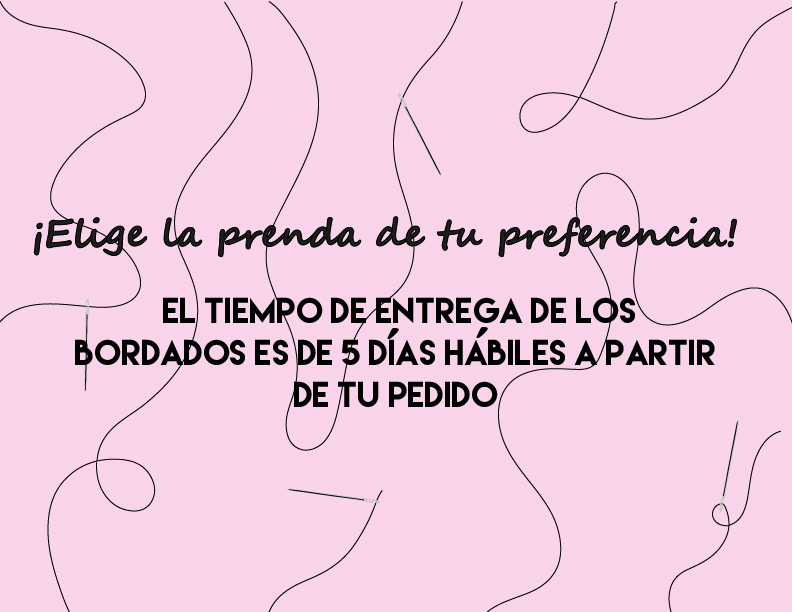 ¡Elige la prenda de tu preferencia!
EL TIEMPO DE ENTREGA DE LOS
BORDADOS ES DE 5 DÍAS HÁBILES A PARTIR
DE TU PEDIDO